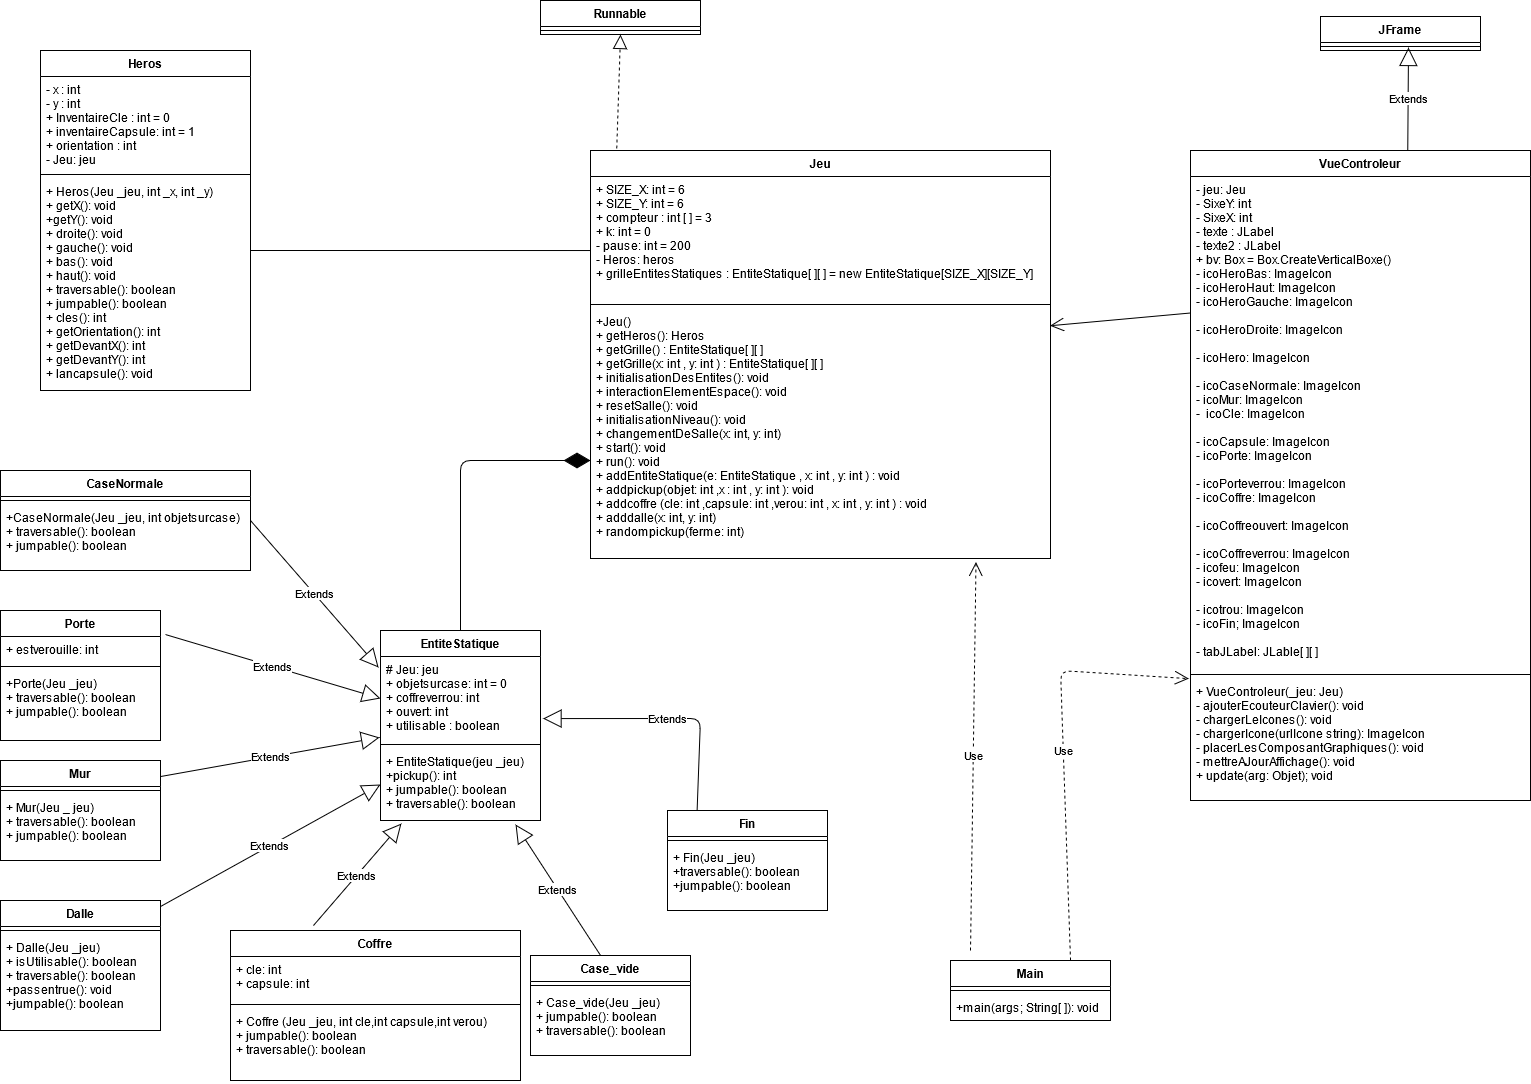 Runnable
JFrame
Extends
Heros
- x : int
- y : int
+ InventaireCle : int = 0
+ inventaireCapsule: int = 1
+ orientation : int
- Jeu: jeu
+ Heros(Jeu _jeu, int _x, int _y)
+ getX(): void
+getY(): void
+ droite(): void
+ gauche(): void
+ bas(): void
+ haut(): void
+ traversable(): boolean
+ jumpable(): boolean
+ cles(): int
+ getOrientation(): int
+ getDevantX(): int
+ getDevantY(): int
+ lancapsule(): void
Jeu
+ SIZE_X: int = 6
+ SIZE_Y: int = 6
+ compteur : int [ ] = 3
+ k: int = 0
- pause: int = 200
- Heros: heros
+ grilleEntitesStatiques : EntiteStatique[ ][ ] = new EntiteStatique[SIZE_X][SIZE_Y]
+Jeu()
+ getHeros(): Heros
+ getGrille() : EntiteStatique[ ][ ]
+ getGrille(x: int , y: int ) : EntiteStatique[ ][ ]
+ initialisationDesEntites(): void
+ interactionElementEspace(): void
+ resetSalle(): void
+ initialisationNiveau(): void
+ changementDeSalle(x: int, y: int)
+ start(): void
+ run(): void
+ addEntiteStatique(e: EntiteStatique , x: int , y: int ) : void
+ addpickup(objet: int ,x : int , y: int ): void
+ addcoffre (cle: int ,capsule: int ,verou: int , x: int , y: int ) : void
+ adddalle(x: int, y: int)
+ randompickup(ferme: int)
VueControleur
- jeu: Jeu
- SixeY: int
- SixeX: int
- texte : JLabel
- texte2 : JLabel
+ bv: Box = Box.CreateVerticalBoxe()
- icoHeroBas: ImageIcon
- icoHeroHaut: ImageIcon
- icoHeroGauche: ImageIcon
- icoHeroDroite: ImageIcon
- icoHero: ImageIcon
- icoCaseNormale: ImageIcon
- icoMur: ImageIcon
-  icoCle: ImageIcon
- icoCapsule: ImageIcon
- icoPorte: ImageIcon
- icoPorteverrou: ImageIcon
- icoCoffre: ImageIcon
- icoCoffreouvert: ImageIcon
- icoCoffreverrou: ImageIcon
- icofeu: ImageIcon
- icovert: ImageIcon
- icotrou: ImageIcon
- icoFin; ImageIcon
- tabJLabel: JLable[ ][ ]
+ VueControleur(_jeu: Jeu)
- ajouterEcouteurClavier(): void
- chargerLeIcones(): void
- chargerIcone(urlIcone string): ImageIcon
- placerLesComposantGraphiques(): void
- mettreAJourAffichage(): void
+ update(arg: Objet); void
CaseNormale
+CaseNormale(Jeu _jeu, int objetsurcase)
+ traversable(): boolean
+ jumpable(): boolean
Extends
Porte
+ estverouille: int
+Porte(Jeu _jeu)
+ traversable(): boolean
+ jumpable(): boolean
Extends
EntiteStatique
# Jeu: jeu
+ objetsurcase: int = 0
+ coffreverrou: int
+ ouvert: int
+ utilisable : boolean
+ EntiteStatique(jeu _jeu)
+pickup(): int
+ jumpable(): boolean
+ traversable(): boolean
Extends
Use
Use
Mur
+ Mur(Jeu _ jeu)
+ traversable(): boolean
+ jumpable(): boolean
Extends
Extends
Fin
+ Fin(Jeu _jeu)
+traversable(): boolean
+jumpable(): boolean
Extends
Extends
Dalle
+ Dalle(Jeu _jeu)
+ isUtilisable(): boolean
+ traversable(): boolean
+passentrue(): void
+jumpable(): boolean
Coffre
+ cle: int
+ capsule: int
+ Coffre (Jeu _jeu, int cle,int capsule,int verou)
+ jumpable(): boolean
+ traversable(): boolean
Case_vide
+ Case_vide(Jeu _jeu)
+ jumpable(): boolean
+ traversable(): boolean
Main
+main(args; String[ ]): void